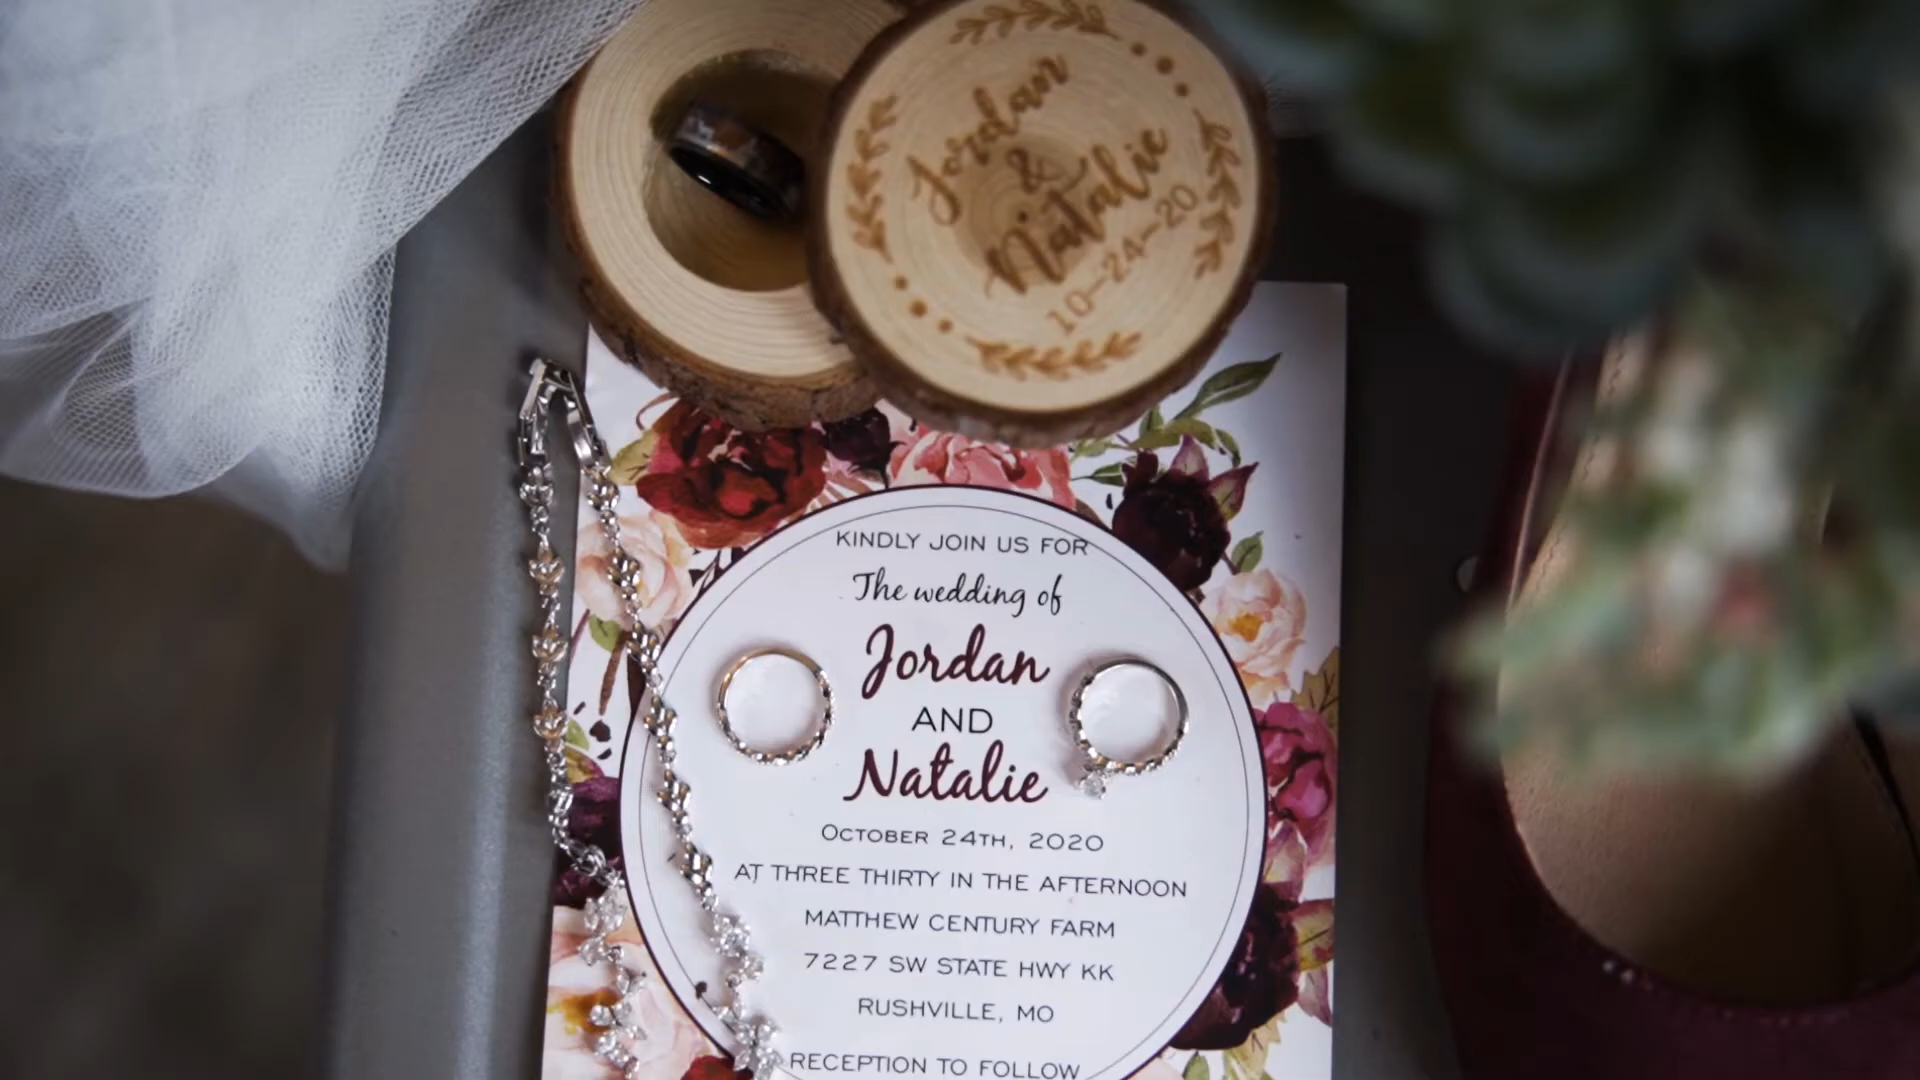 Jordan
&
Natalie
10-24-20
KINDLY JOIN US FOR
The wedding of
Jordan
AND
Natalie
OCTOBER 24TH, 2020
AT THREE THIRTY IN THE AFTERNOON
MATTHEW CENTURY FARM
7227 SW STATE HWY KK
RUSHVILLE, MO
RECEPTION TO FOLLOW